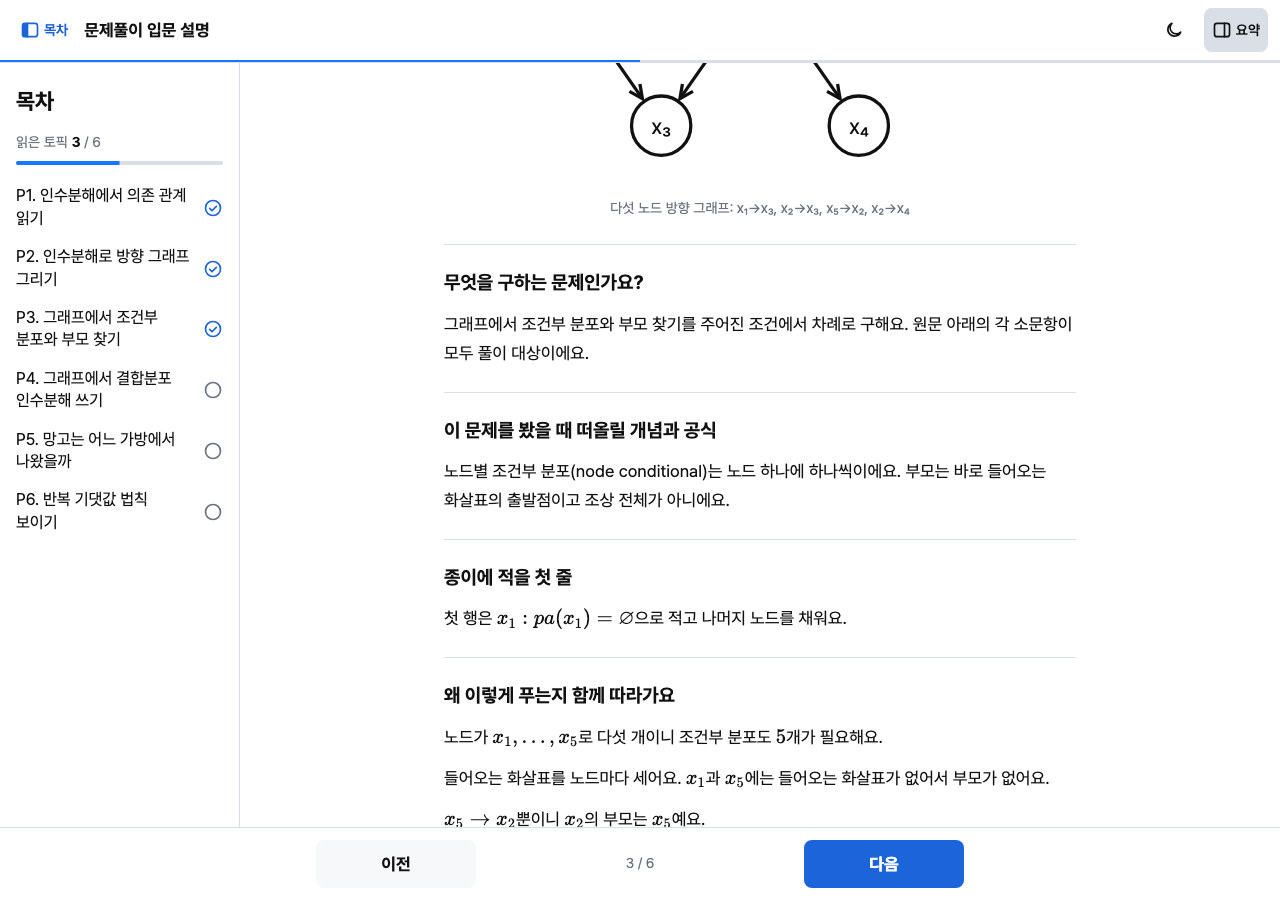 목차 문제풀이 입문 설명 요약
목차
읽은 토픽 3 / 6
P1. 인수분해에서 의존 관계
읽기
P2. 인수분해로 방향 그래프
그리기
P3. 그래프에서 조건부
분포와 부모 찾기
P4. 그래프에서 결합분포
인수분해 쓰기
P5. 망고는 어느 가방에서
나왔을까
P6. 반복 기댓값 법칙
보이기
x₃ x₄
다섯 노드 방향 그래프: x₁→x₃, x₂→x₃, x₅→x₂, x₂→x₄
무엇을 구하는 문제인가요?
그래프에서 조건부 분포와 부모 찾기를 주어진 조건에서 차례로 구해요. 원문 아래의 각 소문항이
모두 풀이 대상이에요.
이 문제를 봤을 때 떠올릴 개념과 공식
노드별 조건부 분포(node conditional)는 노드 하나에 하나씩이에요. 부모는 바로 들어오는
화살표의 출발점이고 조상 전체가 아니에요.
종이에 적을 첫 줄
첫 행은 x₁ : pa(x₁) = ∅으로 적고 나머지 노드를 채워요.
왜 이렇게 푸는지 함께 따라가요
노드가 x₁, . . . , x₅로 다섯 개이니 조건부 분포도 5개가 필요해요.
들어오는 화살표를 노드마다 세어요. x₁과 x₅에는 들어오는 화살표가 없어서 부모가 없어요.
x₅ → x₂뿐이니 x₂의 부모는 x₅예요.
이전 3 / 6 다음